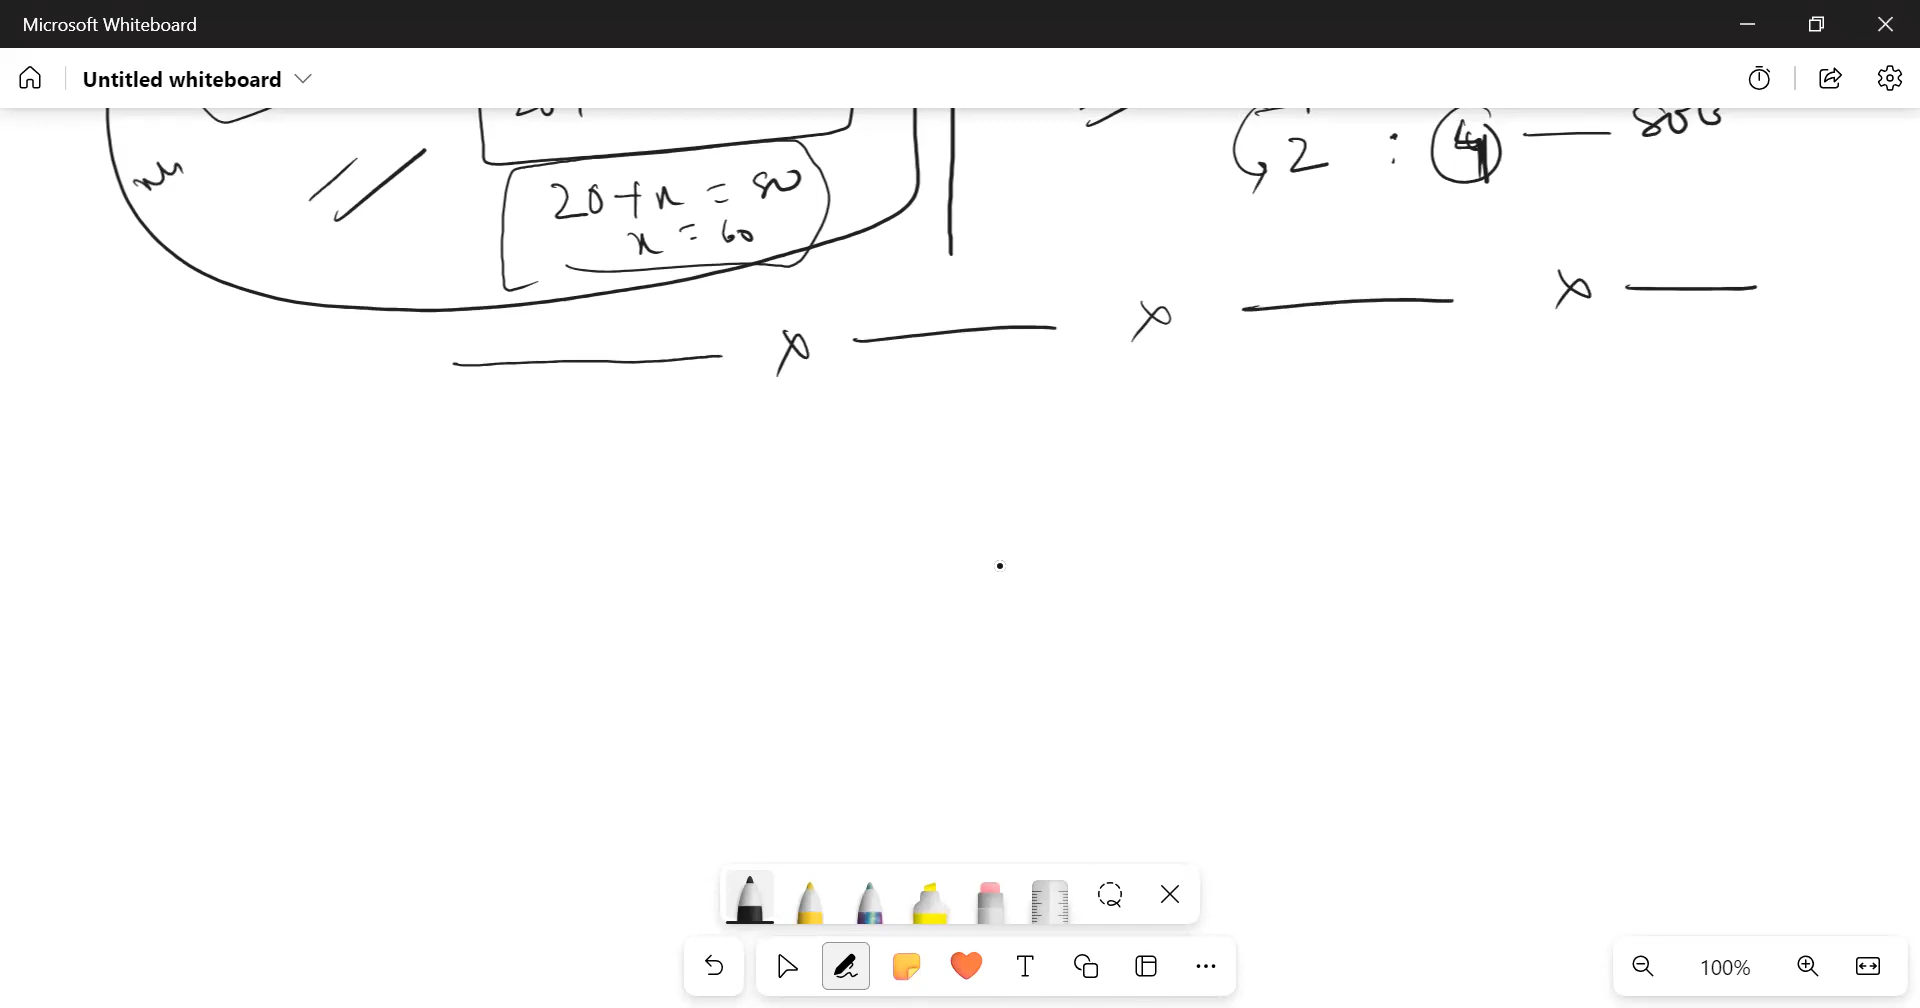 Microsoft Whiteboard
Untitled whiteboard
2 : 4 — 800
20 + x = 80
x = 60
x — x — x —
100%